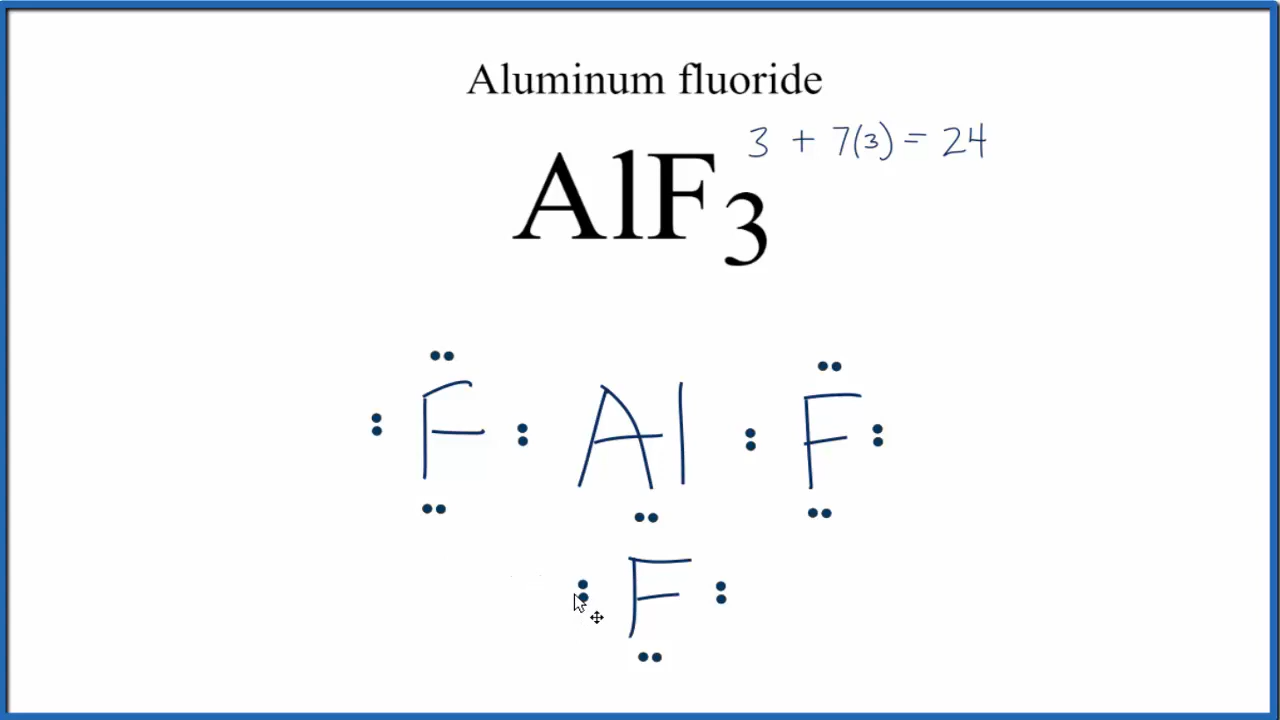 Aluminum fluoride
3 + 7(3) = 24
AlF3
F Al F
F